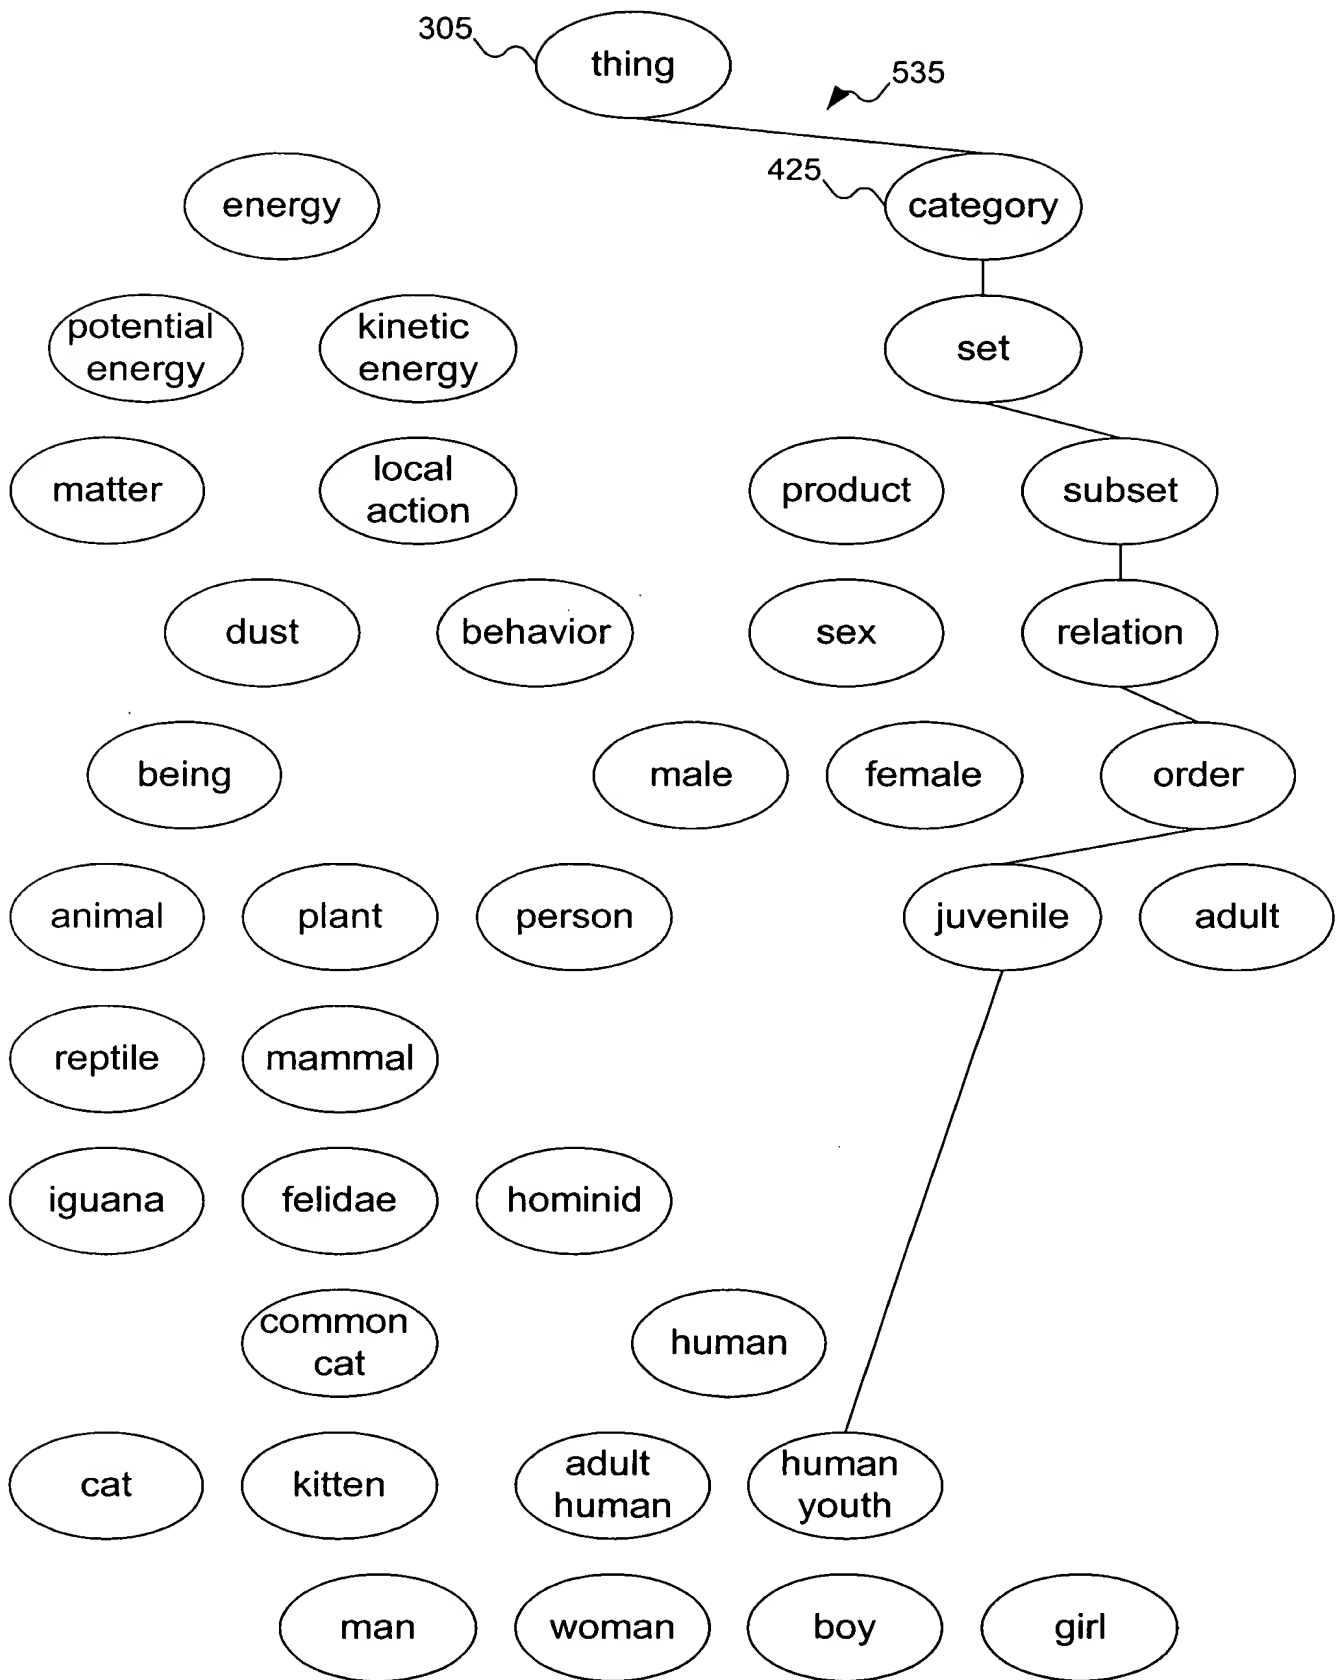 305
thing
535
425
energy
category
potential
energy
kinetic
energy
set
matter
local
action
product
subset
dust
behavior
sex
relation
being
male
female
order
animal
plant
person
juvenile
adult
reptile
mammal
iguana
felidae
hominid
common
cat
human
cat
kitten
adult
human
human
youth
man
woman
boy
girl